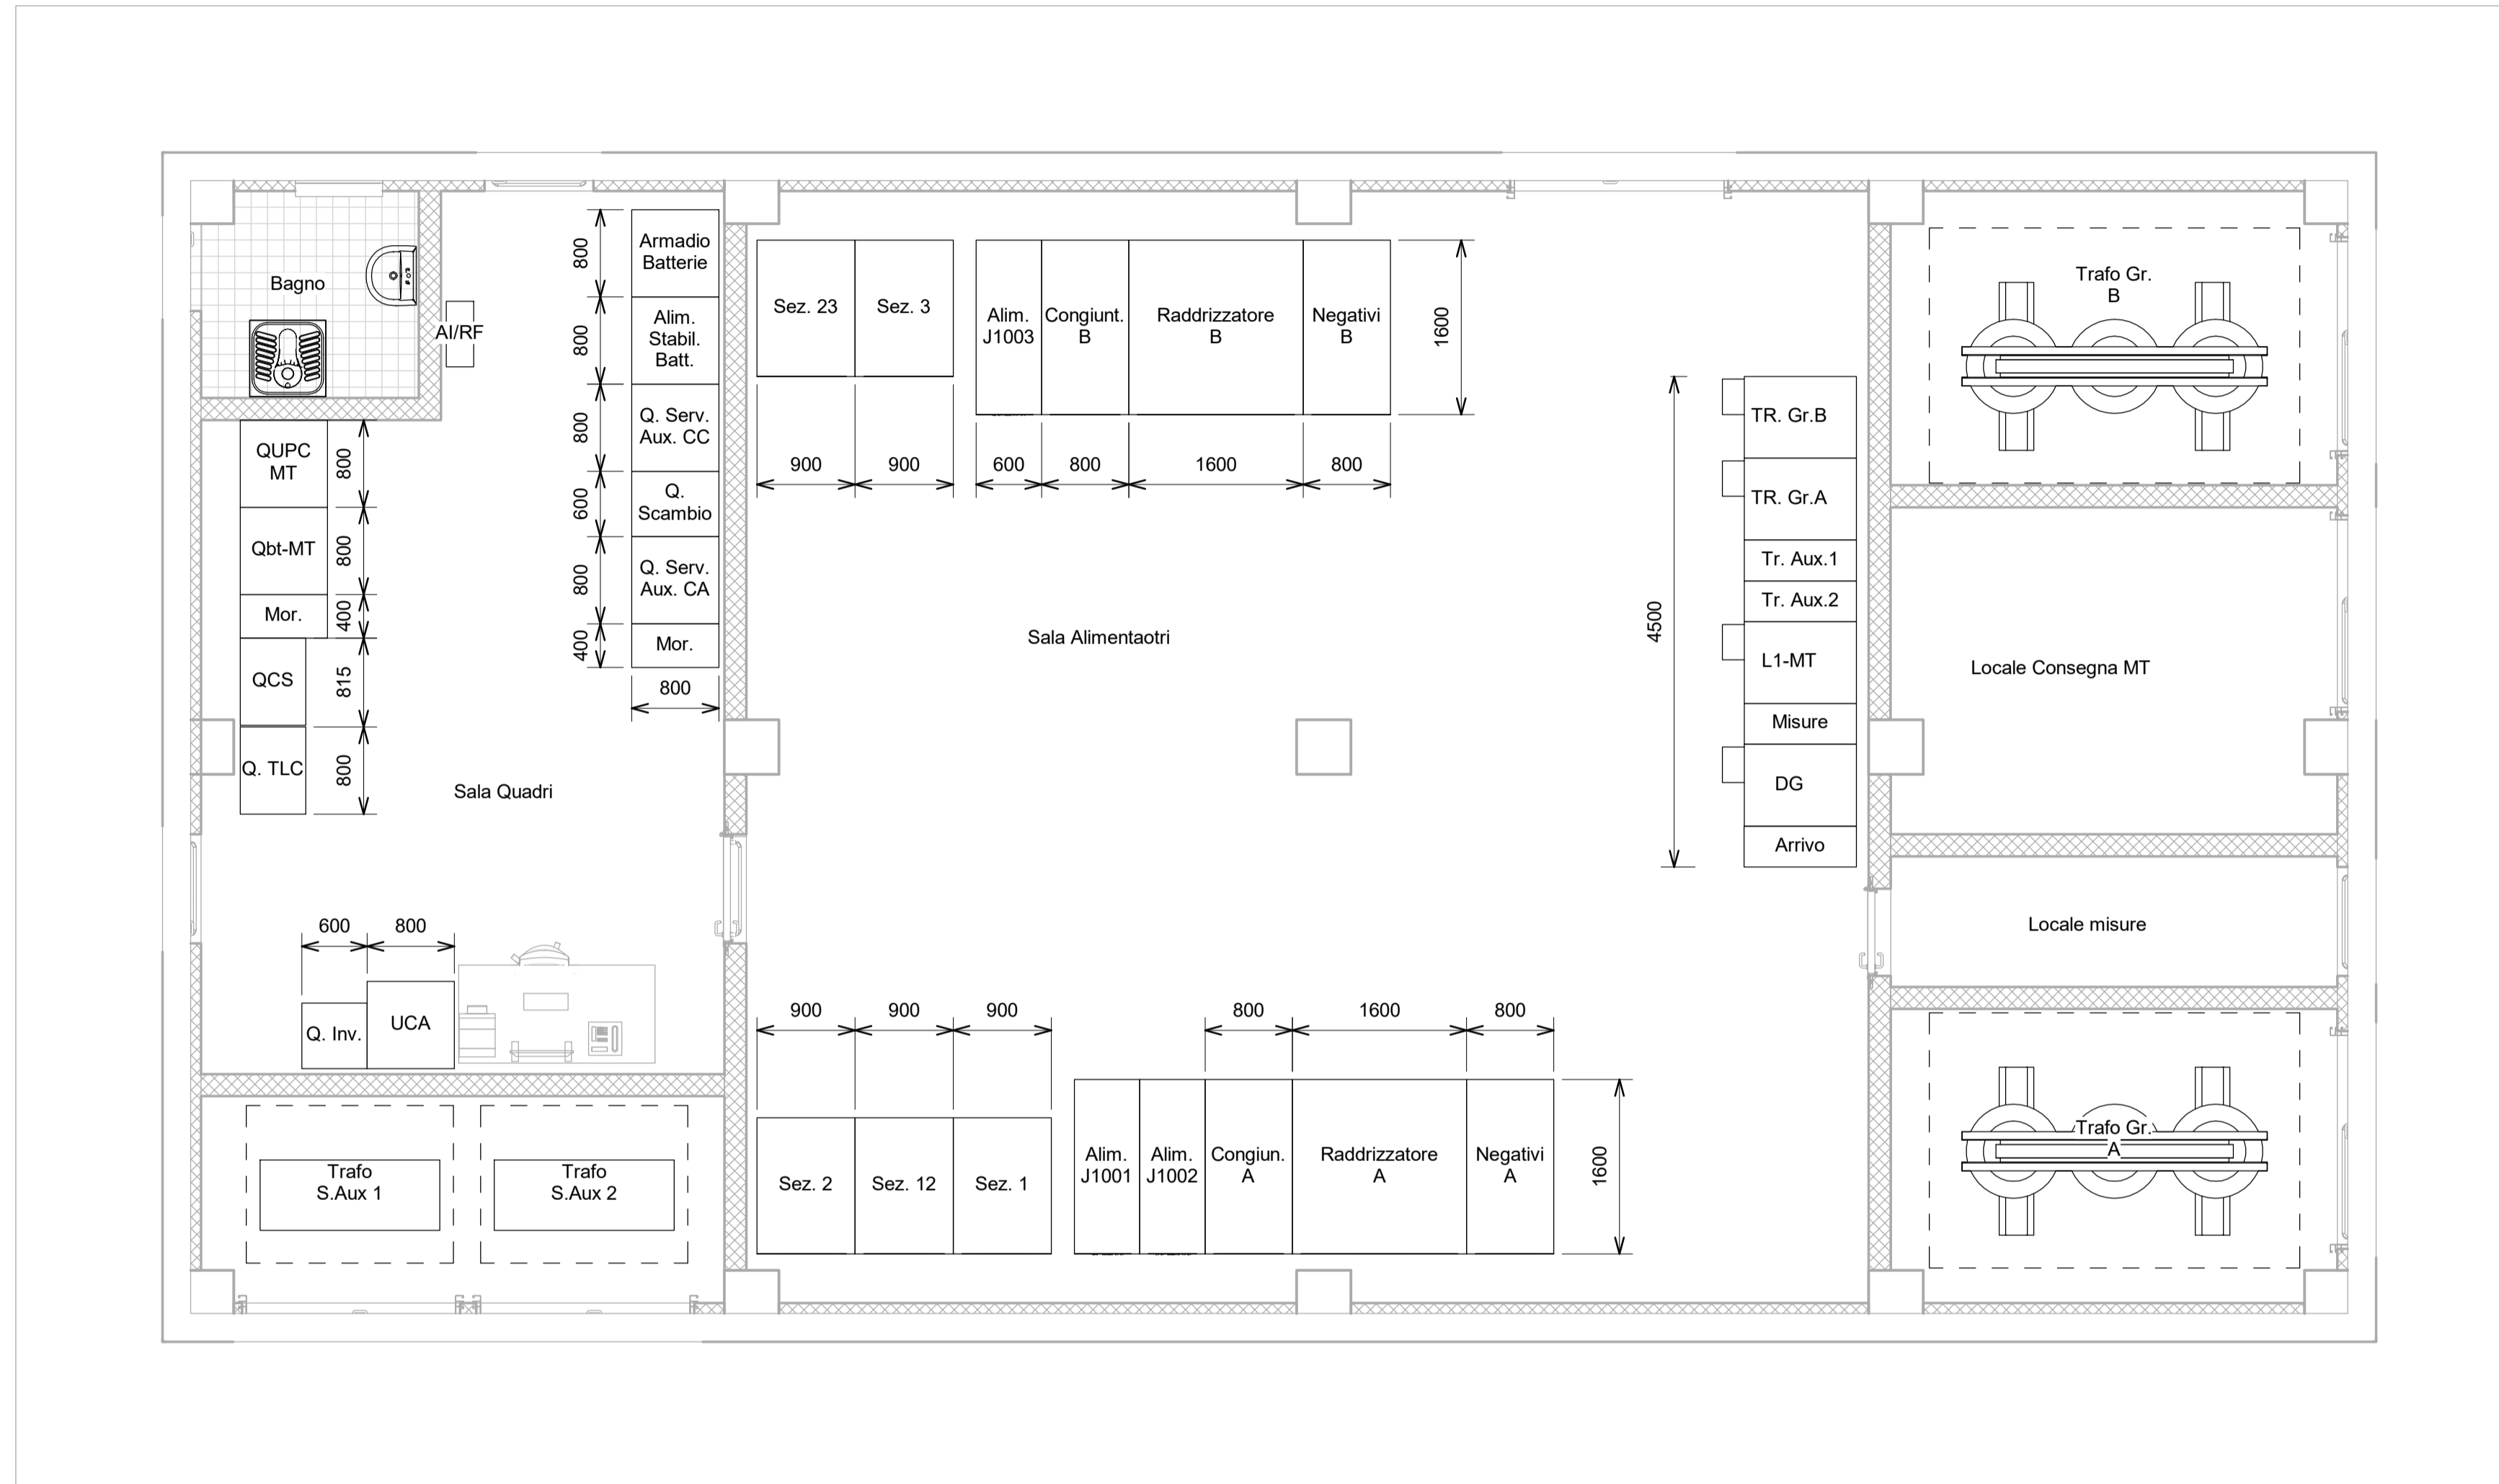 Bagno
AI/RF
800
Armadio
Batterie
800
Alim.
Stabil.
Batt.
800
Q. Serv.
Aux. CC
600
Q.
Scambio
800
Q. Serv.
Aux. CA
400
Mor.
800
QUPC
MT
800
Qbt-MT
800
Mor.
400
QCS
815
Q. TLC
800
Sala Quadri
600
800
Q. Inv.
UCA
Trafo
S.Aux 1
Trafo
S.Aux 2
Sez. 23
Sez. 3
Alim.
J1003
Congiunt.
B
Raddrizzatore
B
Negativi
B
1600
900
900
600
800
1600
800
Sala Alimentaotri
4500
TR. Gr.B
TR. Gr.A
Tr. Aux.1
Tr. Aux.2
L1-MT
Misure
DG
Arrivo
900
900
900
800
1600
800
Sez. 2
Sez. 12
Sez. 1
Alim.
J1001
Alim.
J1002
Congiun.
A
Raddrizzatore
A
Negativi
A
1600
Trafo Gr.
B
Locale Consegna MT
Locale misure
Trafo Gr.
A